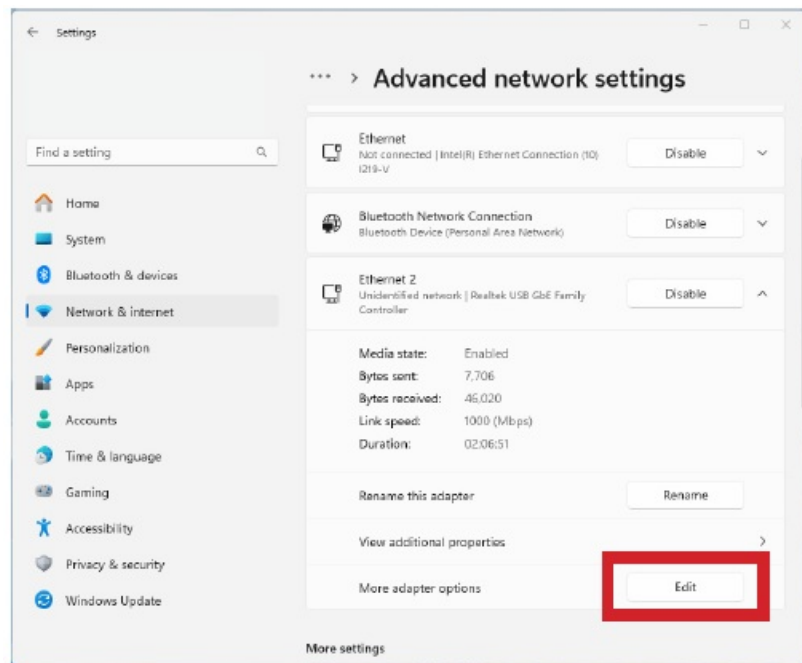 Settings
Advanced network settings
Find a setting
Home
System
Bluetooth & devices
Network & internet
Personalization
Apps
Accounts
Time & language
Gaming
Accessibility
Privacy & security
Windows Update
Ethernet
Not connected | Intel(R) Ethernet Connection (10)
I219-V
Disable
Bluetooth Network Connection
Bluetooth Device (Personal Area Network)
Disable
Ethernet 2
Unidentified network | Realtek USB GbE Family
Controller
Disable
Media state: Enabled
Bytes sent: 7,706
Bytes received: 46,020
Link speed: 1000 (Mbps)
Duration: 02:06:51
Rename this adapter
Rename
View additional properties
More adapter options
Edit
More settings